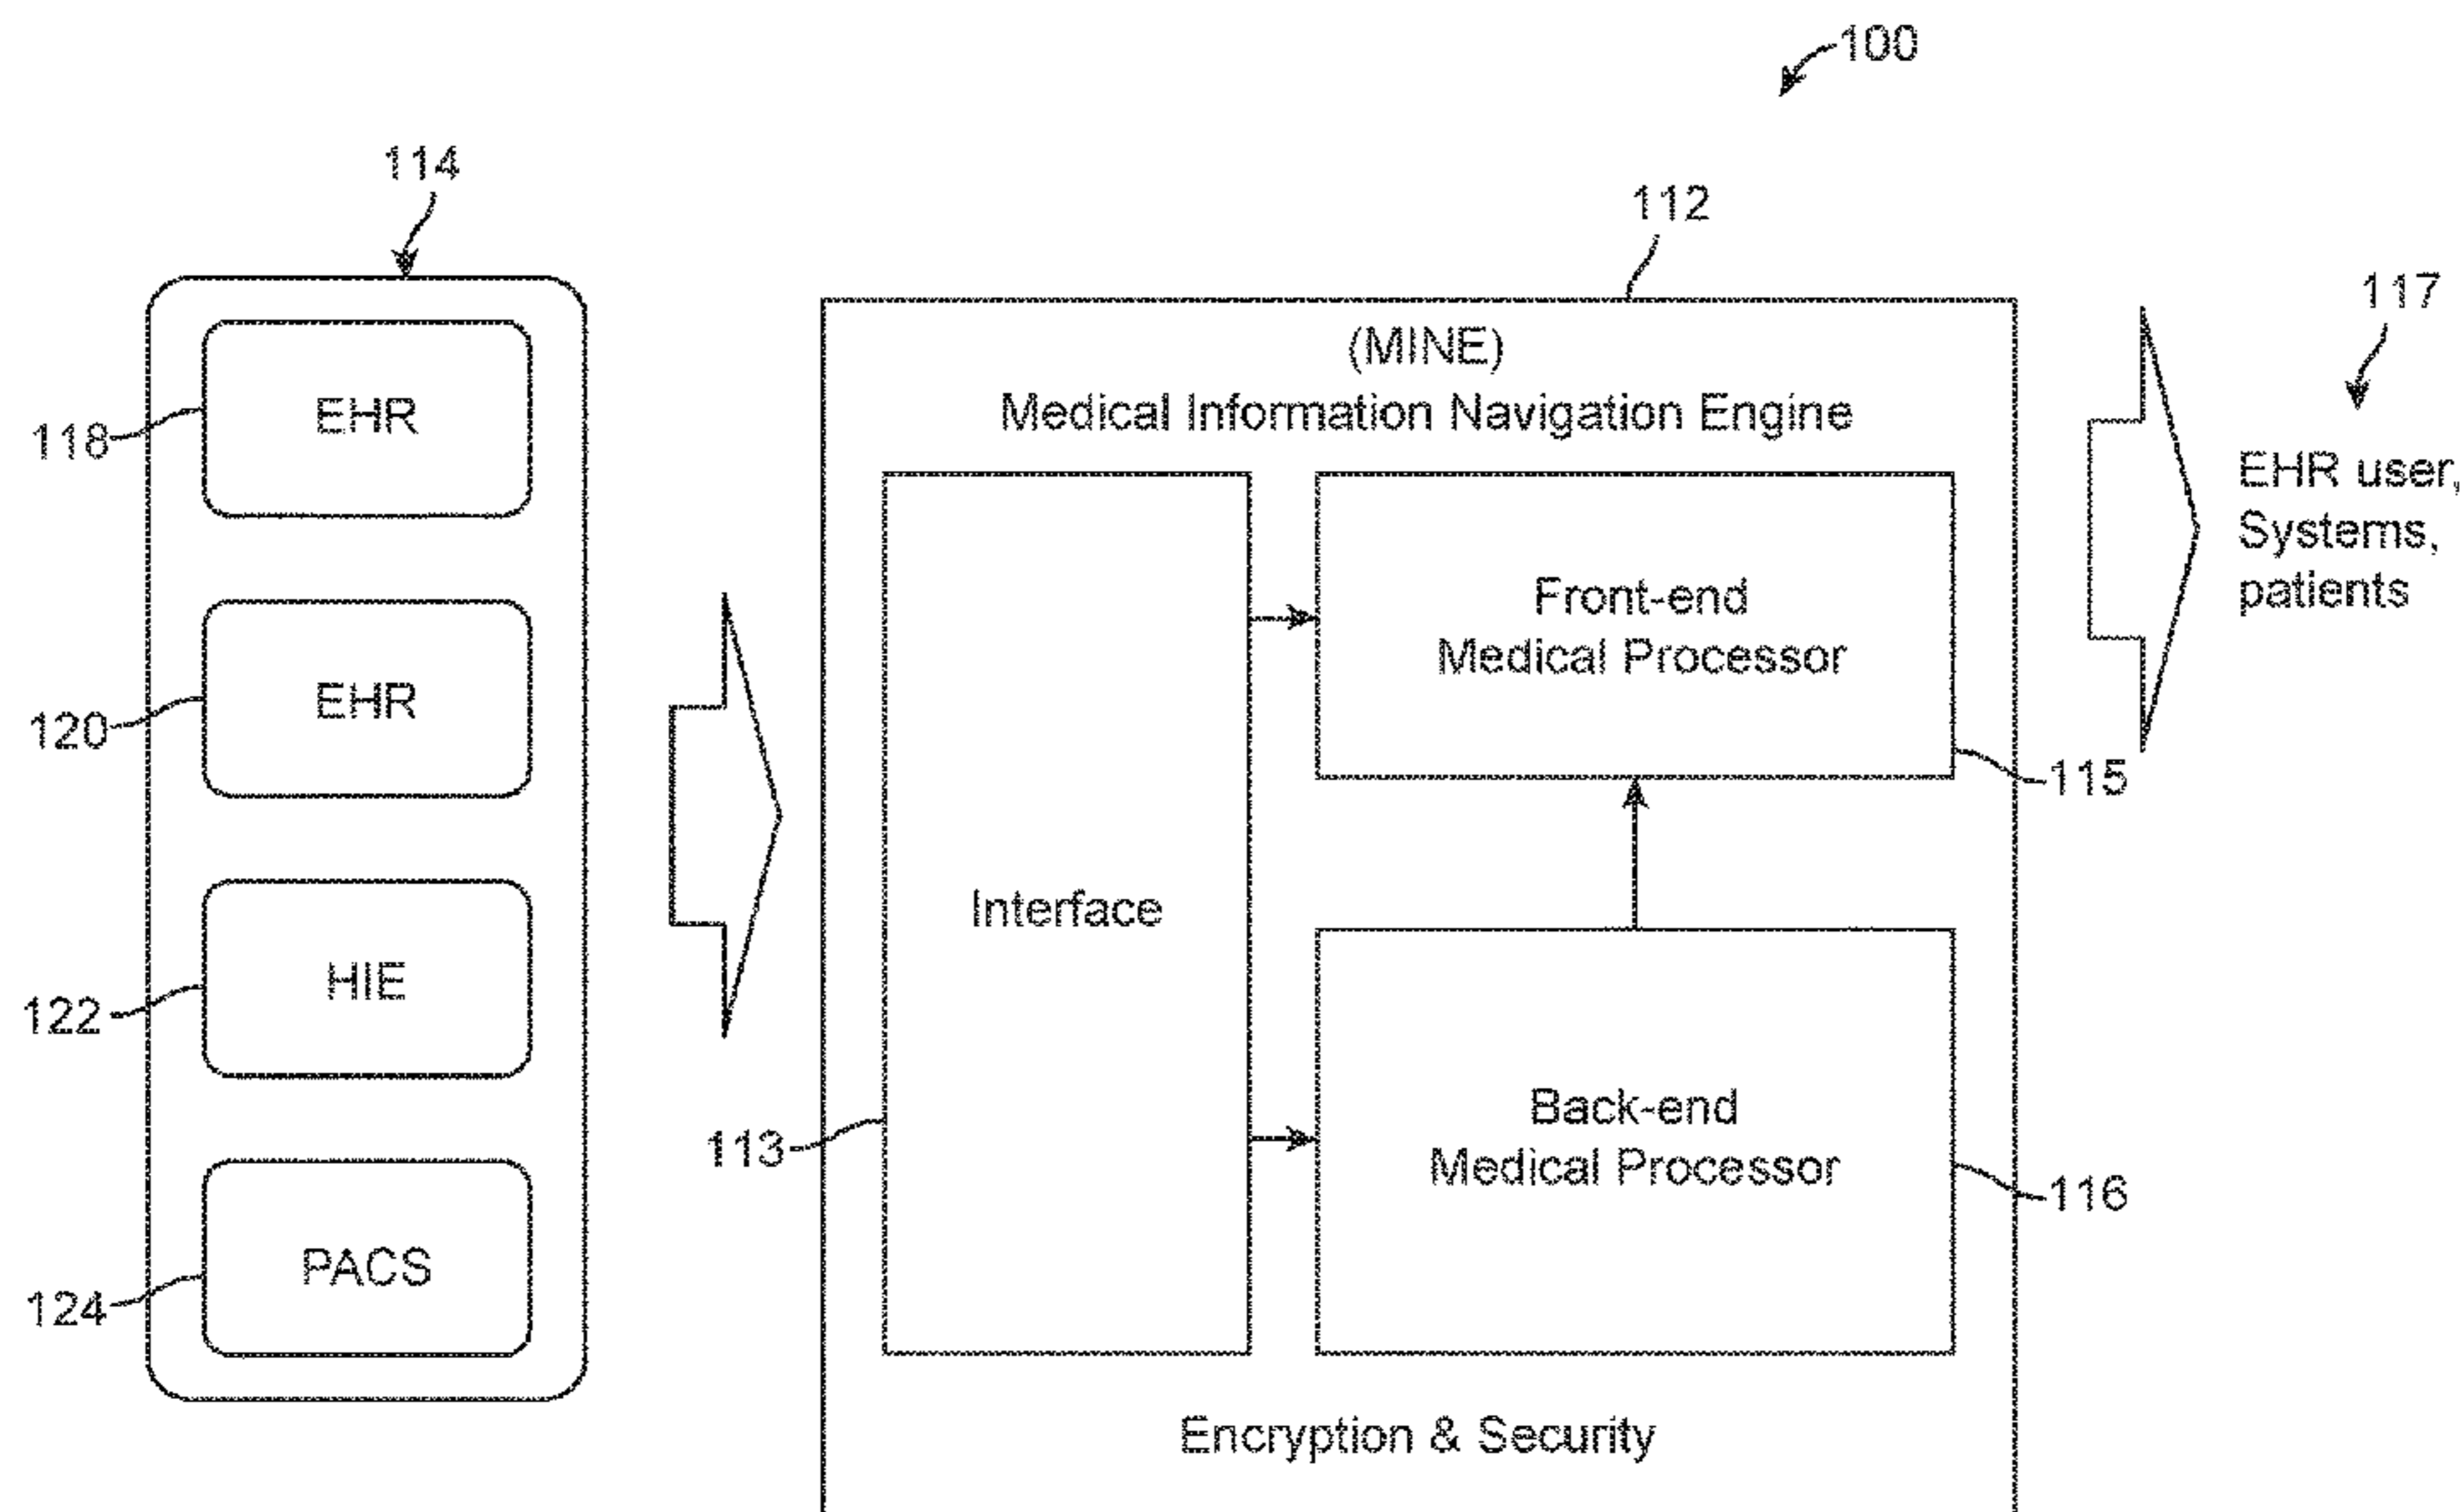 100
114
118
EHR
120
EHR
122
HIE
124
PACS
112
(MINE)
Medical Information Navigation Engine
113
Interface
Front-end
Medical Processor
115
Back-end
Medical Processor
116
Encryption & Security
117
EHR user,
Systems,
patients